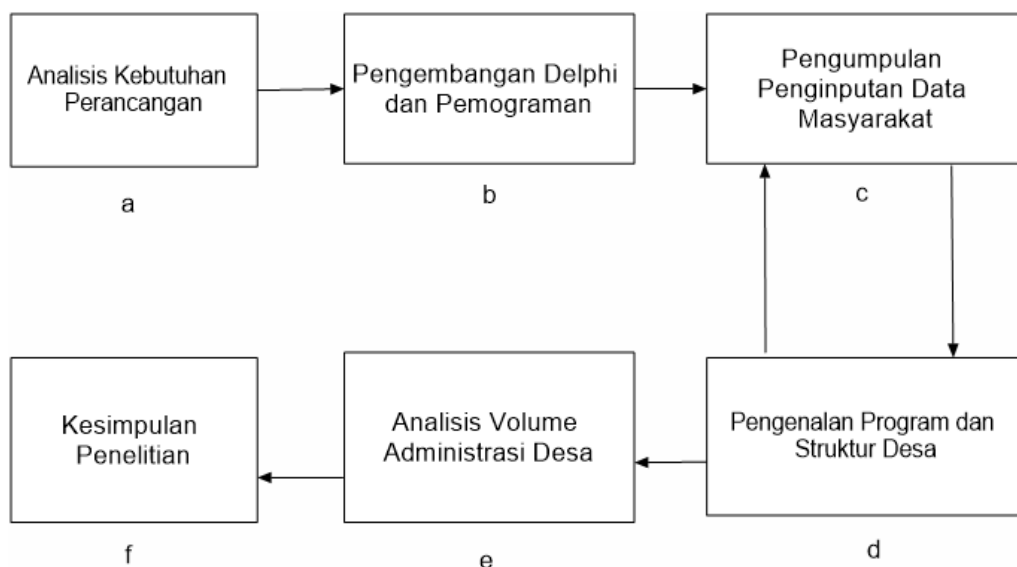 Analisis Kebutuhan
Perancangan
a
Pengembangan Delphi
dan Pemograman
b
Pengumpulan
Penginputan Data
Masyarakat
c
Pengenalan Program dan
Struktur Desa
d
Analisis Volume
Administrasi Desa
e
Kesimpulan
Penelitian
f